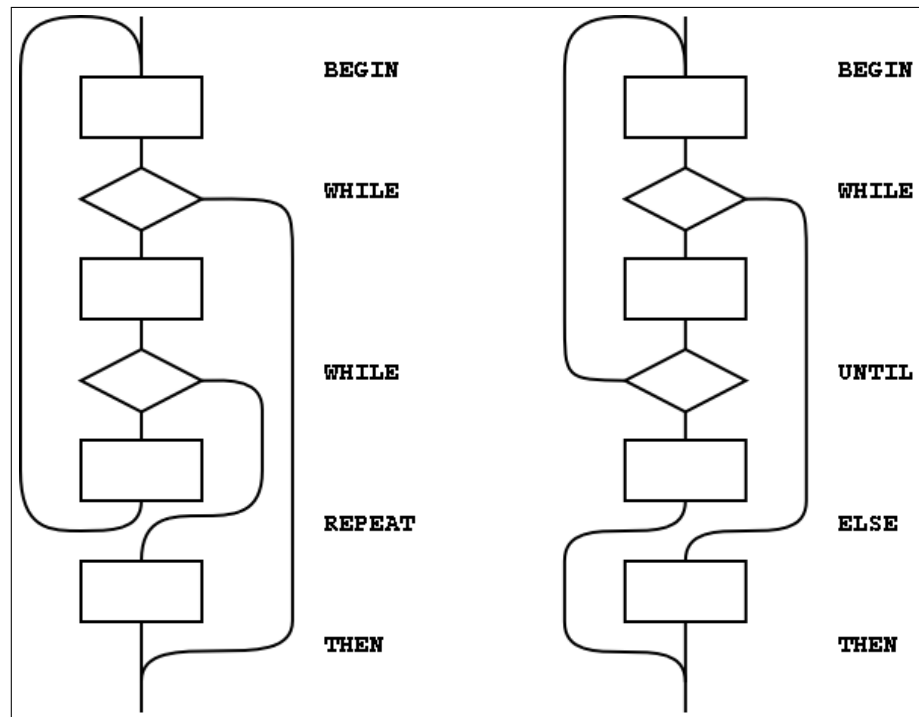 BEGIN
WHILE
WHILE
REPEAT
THEN
BEGIN
WHILE
UNTIL
ELSE
THEN